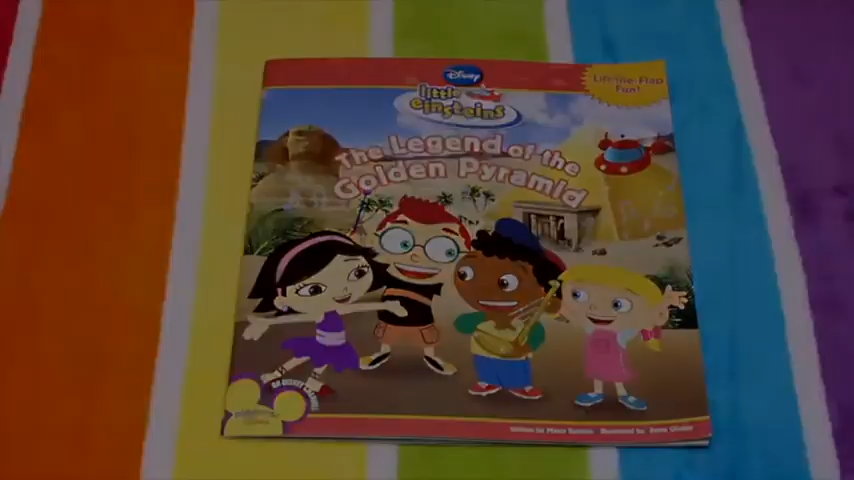 Disney
Little
Einsteins
Lift-the-Flap
Fun!
The Legend of the
Golden Pyramid